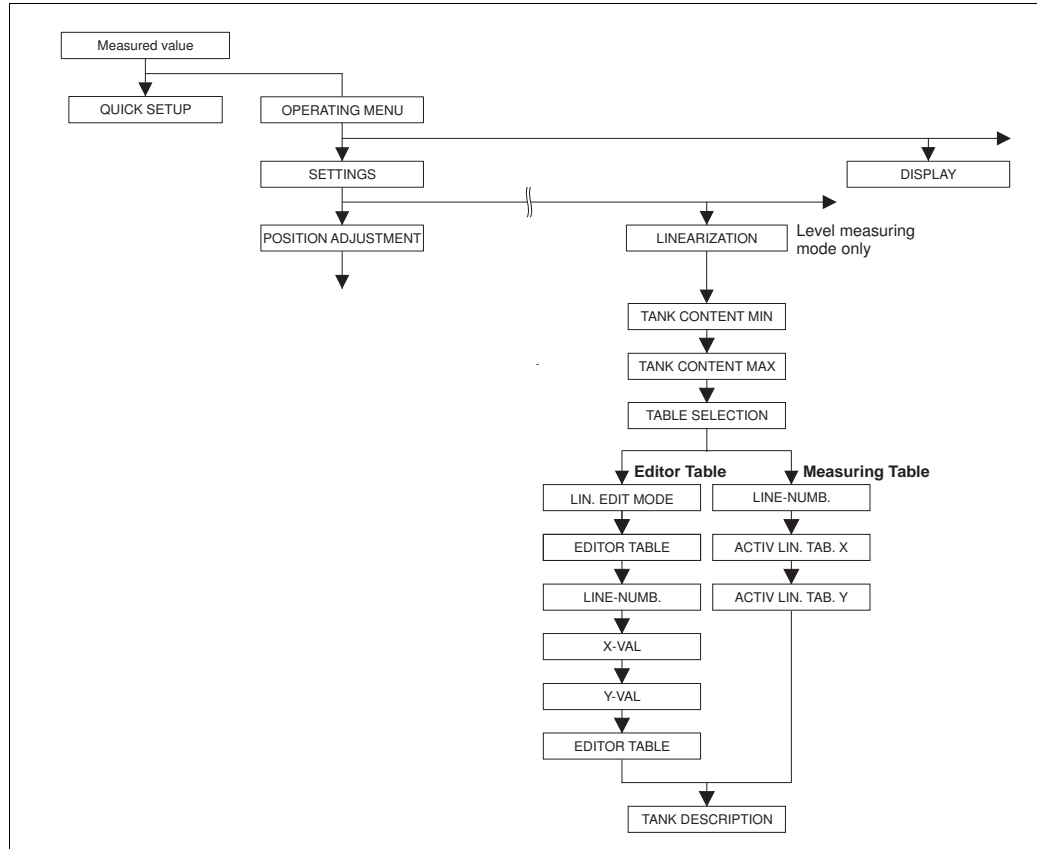 Measured value
QUICK SETUP
OPERATING MENU
SETTINGS
DISPLAY
POSITION ADJUSTMENT
LINEARIZATION
Level measuring
mode only
TANK CONTENT MIN
TANK CONTENT MAX
TABLE SELECTION
Editor Table
Measuring Table
LIN. EDIT MODE
LINE-NUMB.
EDITOR TABLE
ACTIV LIN. TAB. X
LINE-NUMB.
ACTIV LIN. TAB. Y
X-VAL
Y-VAL
EDITOR TABLE
TANK DESCRIPTION